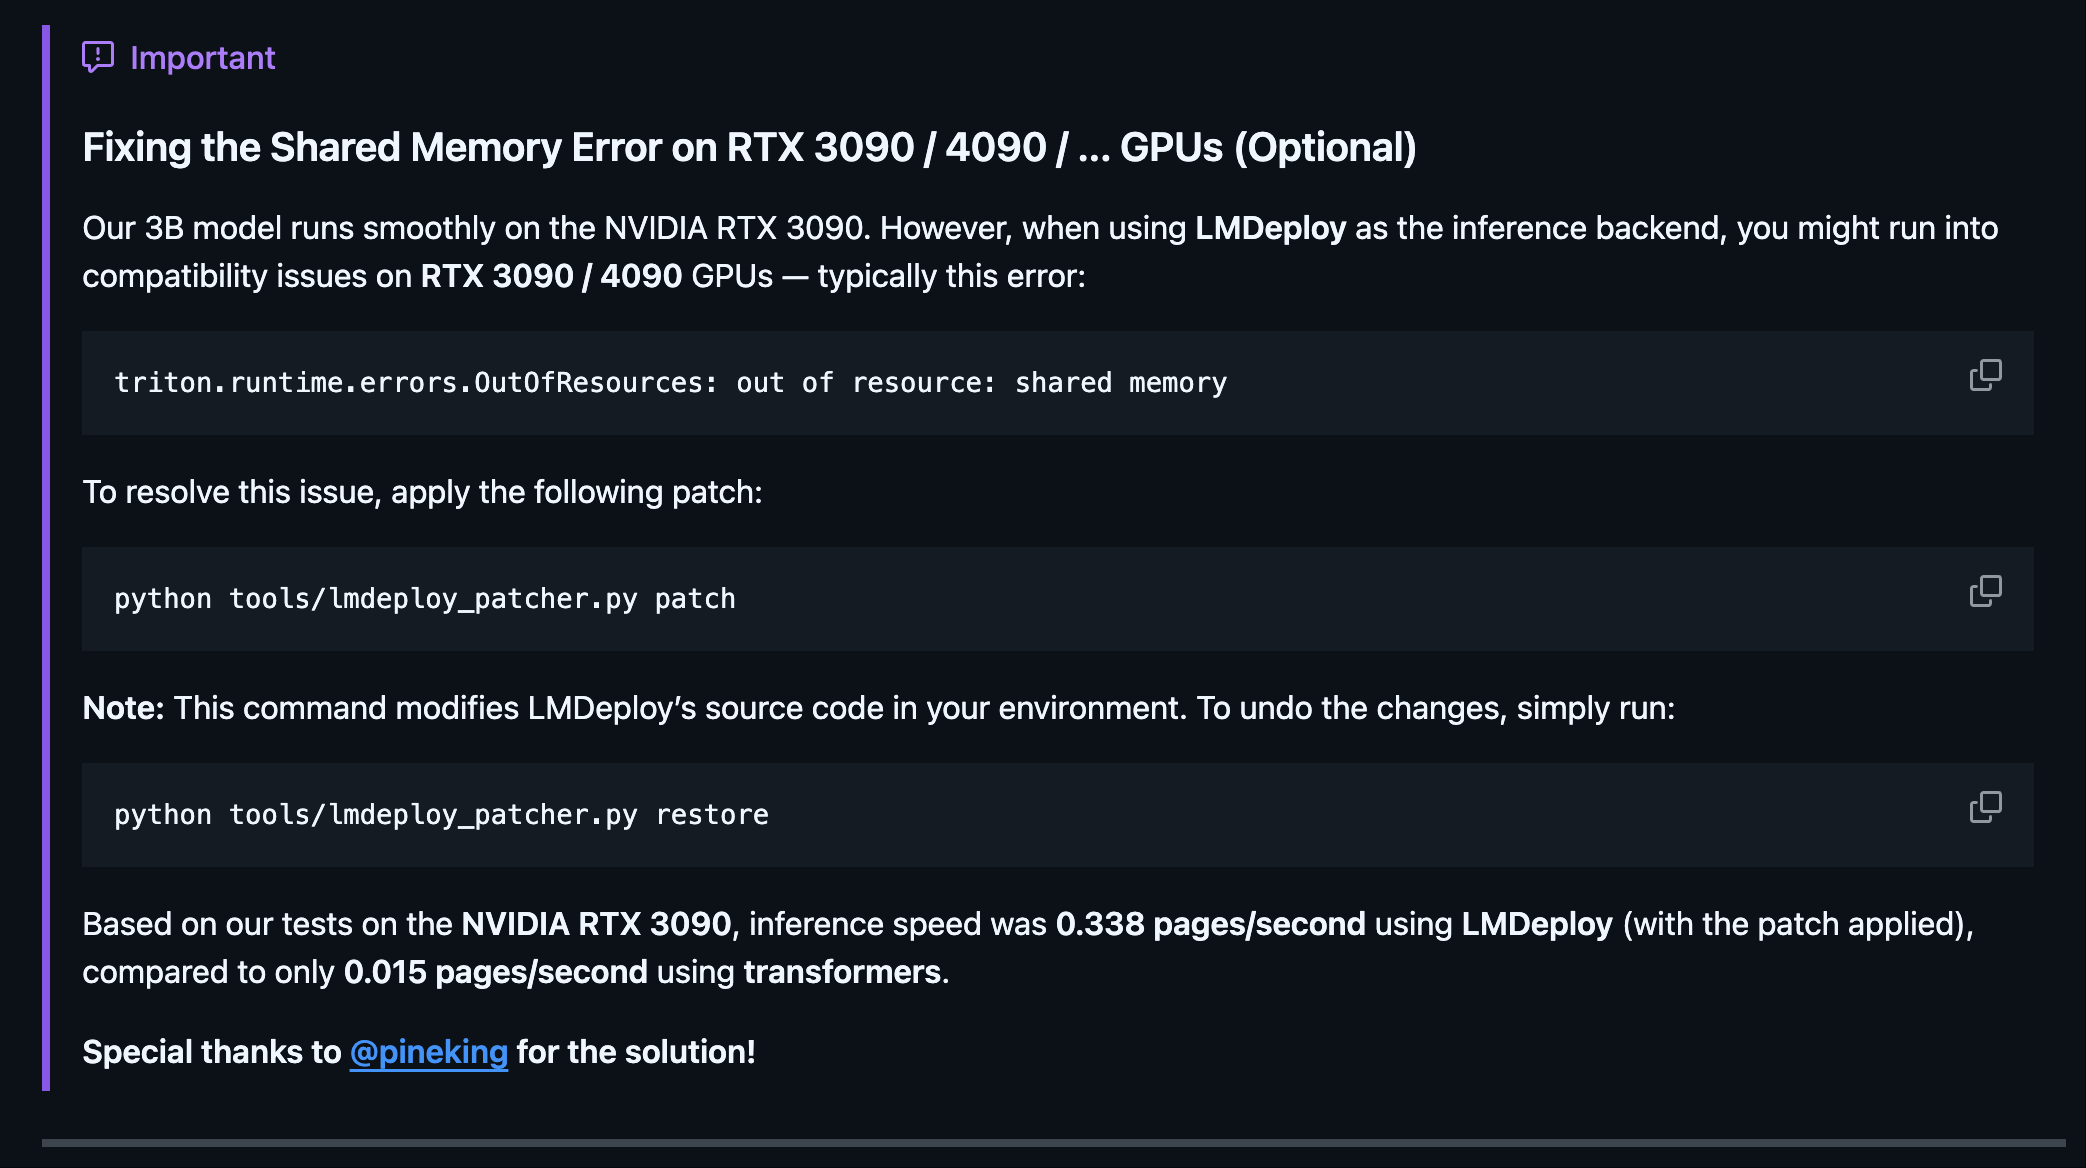 Important
Fixing the Shared Memory Error on RTX 3090 / 4090 / ... GPUs (Optional)
Our 3B model runs smoothly on the NVIDIA RTX 3090. However, when using LMDeploy as the inference backend, you might run into
compatibility issues on RTX 3090 / 4090 GPUs — typically this error:
triton.runtime.errors.OutOfResources: out of resource: shared memory
To resolve this issue, apply the following patch:
python tools/lmdeploy_patcher.py patch
Note: This command modifies LMDeploy’s source code in your environment. To undo the changes, simply run:
python tools/lmdeploy_patcher.py restore
Based on our tests on the NVIDIA RTX 3090, inference speed was 0.338 pages/second using LMDeploy (with the patch applied),
compared to only 0.015 pages/second using transformers.
Special thanks to @pineking for the solution!